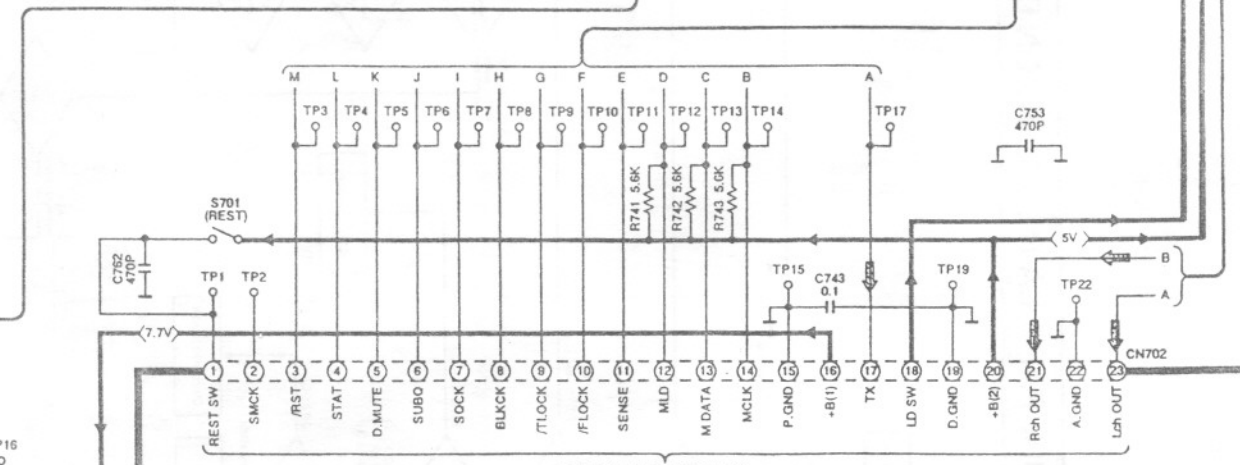 M L K J I H G F E D C B A
TP3 TP4 TP5 TP6 TP7 TP8 TP9 TP10 TP11 TP12 TP13 TP14 TP17
C753
470P
R741 5.6K
R742 5.6K
R743 5.6K
S701
(REST)
C762
470P
5V
B
A
TP1 TP2
TP15
C743
0.1
TP19
TP22
7.7V
CN702
1 2 3 4 5 6 7 8 9 10 11 12 13 14 15 16 17 18 19 20 21 22 23
REST SW
SMCK
/RST
STAT
D.MUTE
SUBQ
SQCK
BLKCK
/TLOCK
/FLOCK
SENSE
MLD
M DATA
MCLK
P.GND
+B(1)
TX
LD SW
D.GND
+B(2)
Rch OUT
A.GND
Lch OUT